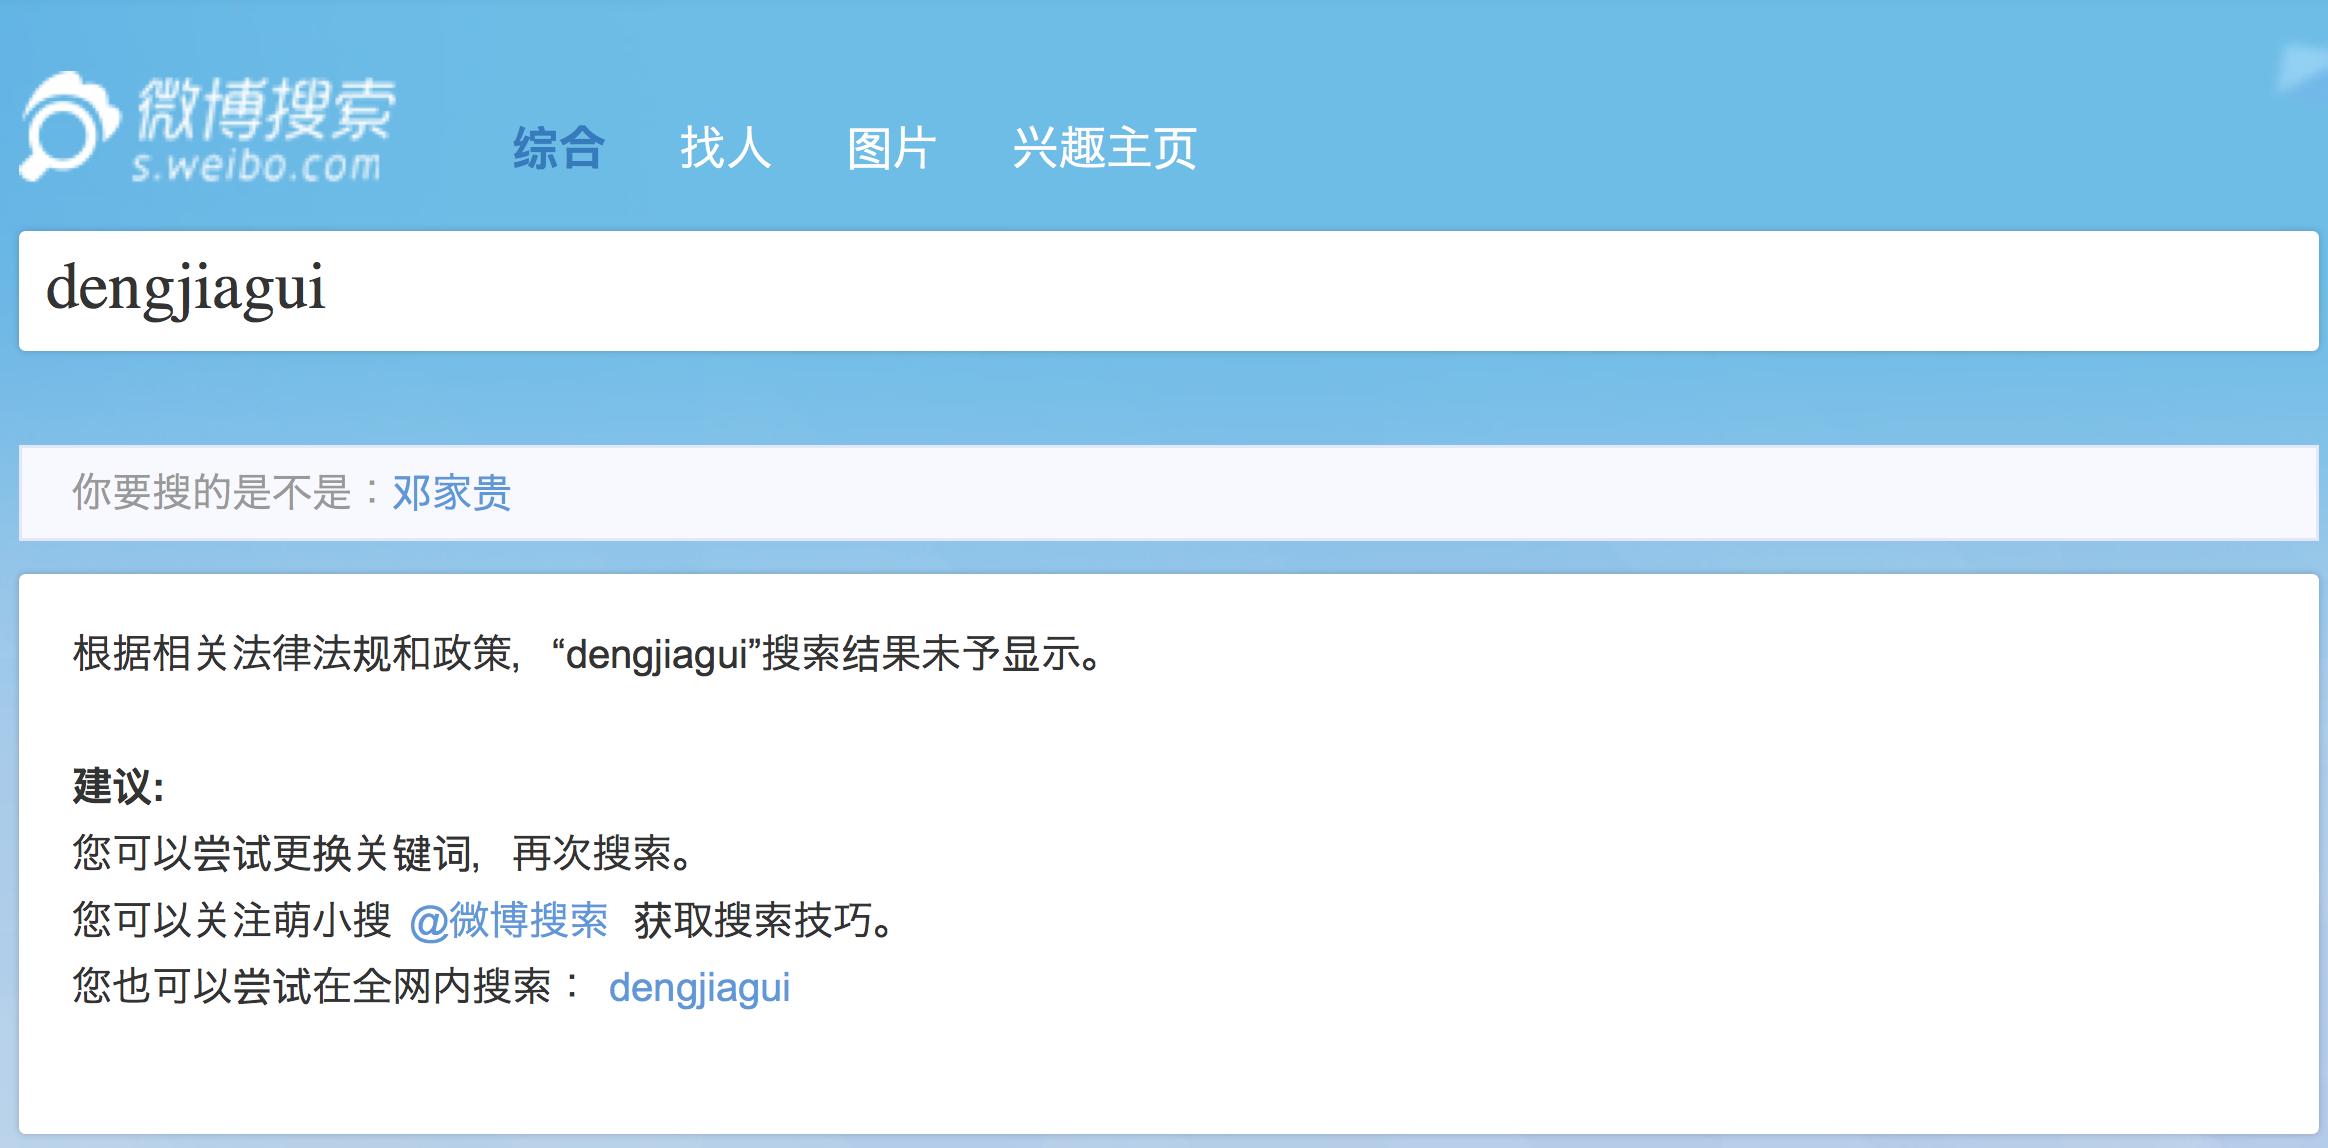 微博搜索
s.weibo.com
综合 找人 图片 兴趣主页
dengjiagui
你要搜的是不是：邓家贵
根据相关法律法规和政策，“dengjiagui”搜索结果未予显示。
建议:
您可以尝试更换关键词，再次搜索。
您可以关注萌小搜 @微博搜索 获取搜索技巧。
您也可以尝试在全网内搜索： dengjiagui